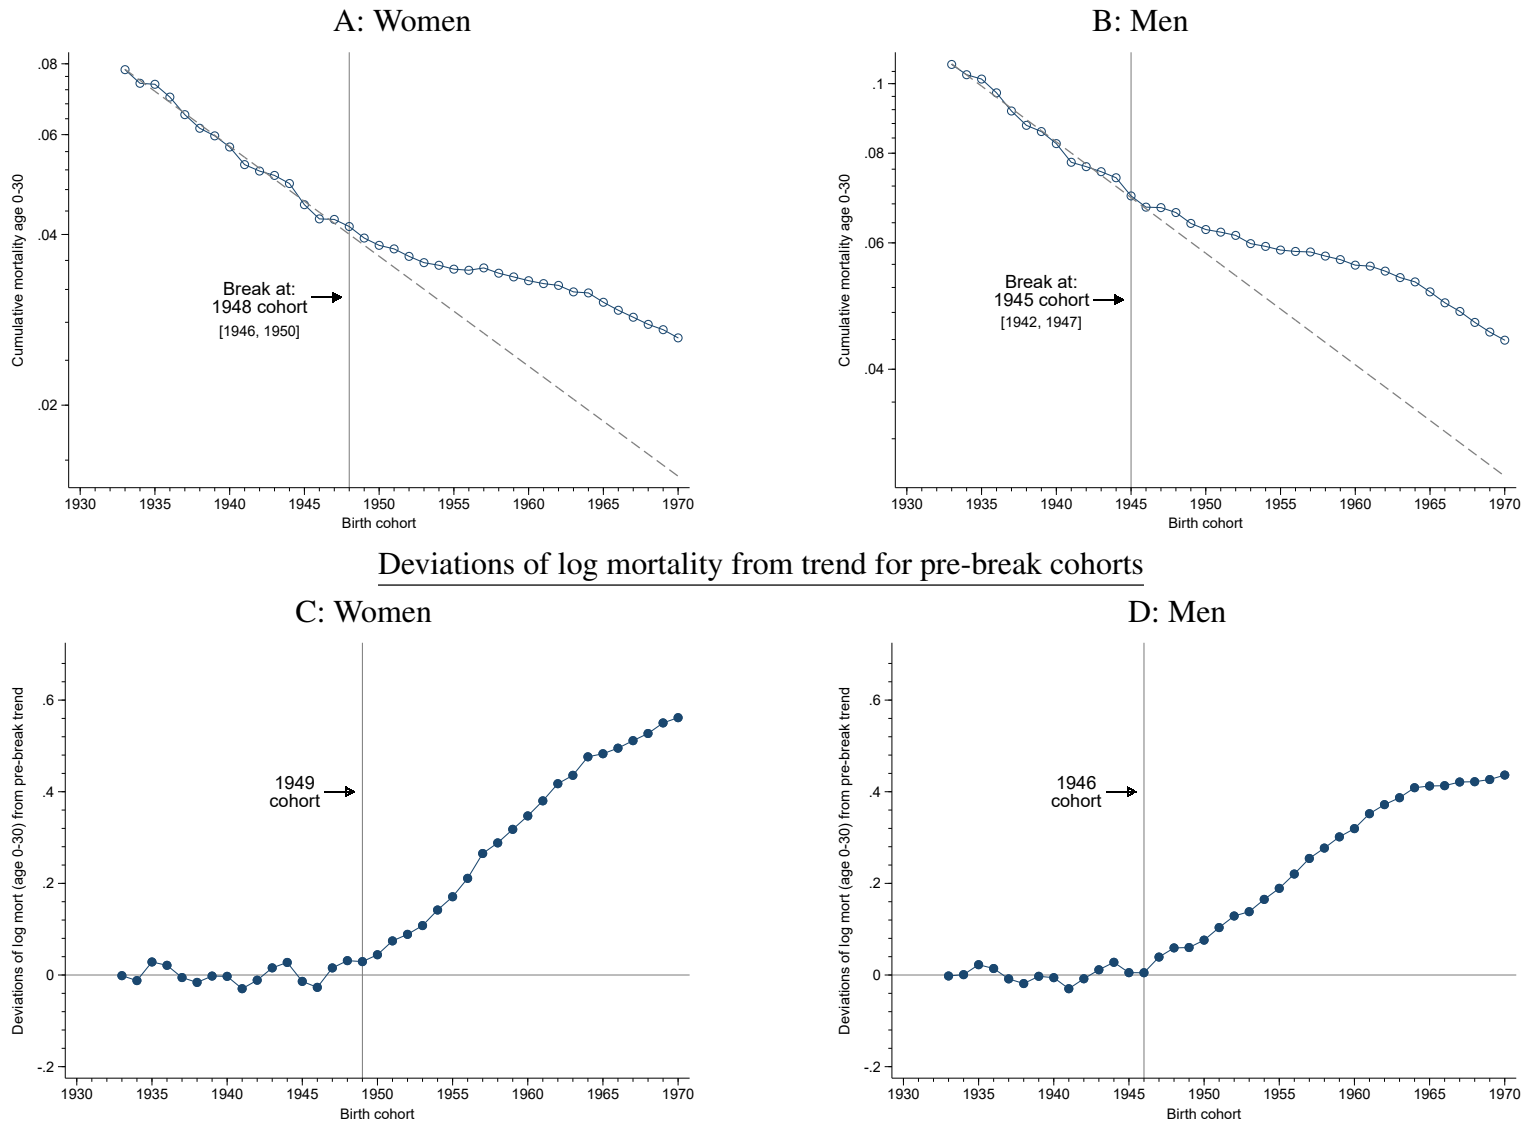 A: Women
.08
.06
.04
.02
Cumulative mortality age 0-30
Break at:
1948 cohort
[1946, 1950]
1930 1935 1940 1945 1950 1955 1960 1965 1970
Birth cohort
B: Men
.1
.08
.06
.04
Cumulative mortality age 0-30
Break at:
1945 cohort
[1942, 1947]
1930 1935 1940 1945 1950 1955 1960 1965 1970
Birth cohort
Deviations of log mortality from trend for pre-break cohorts
C: Women
.6
.4
.2
0
-.2
Deviations of log mort (age 0-30) from pre-break trend
1949
cohort
1930 1935 1940 1945 1950 1955 1960 1965 1970
Birth cohort
D: Men
.6
.4
.2
0
-.2
Deviations of log mort (age 0-30) from pre-break trend
1946
cohort
1930 1935 1940 1945 1950 1955 1960 1965 1970
Birth cohort